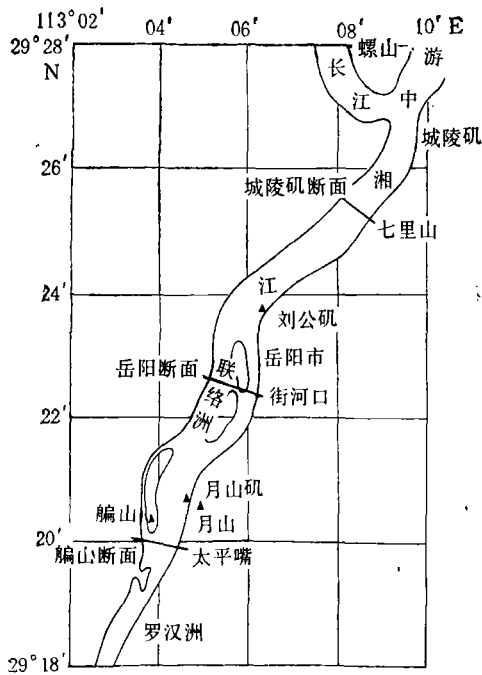 113°02′
04′
06′
08′
10′ E
29°28′
N
螺山
长江中游
城陵矶
26′
城陵矶断面
湘江
七里山
24′
刘公矶
岳阳市
岳阳断面
联络洲
街河口
22′
月山矶
艑山
月山
20′
艑山断面
太平嘴
罗汉洲
29°18′